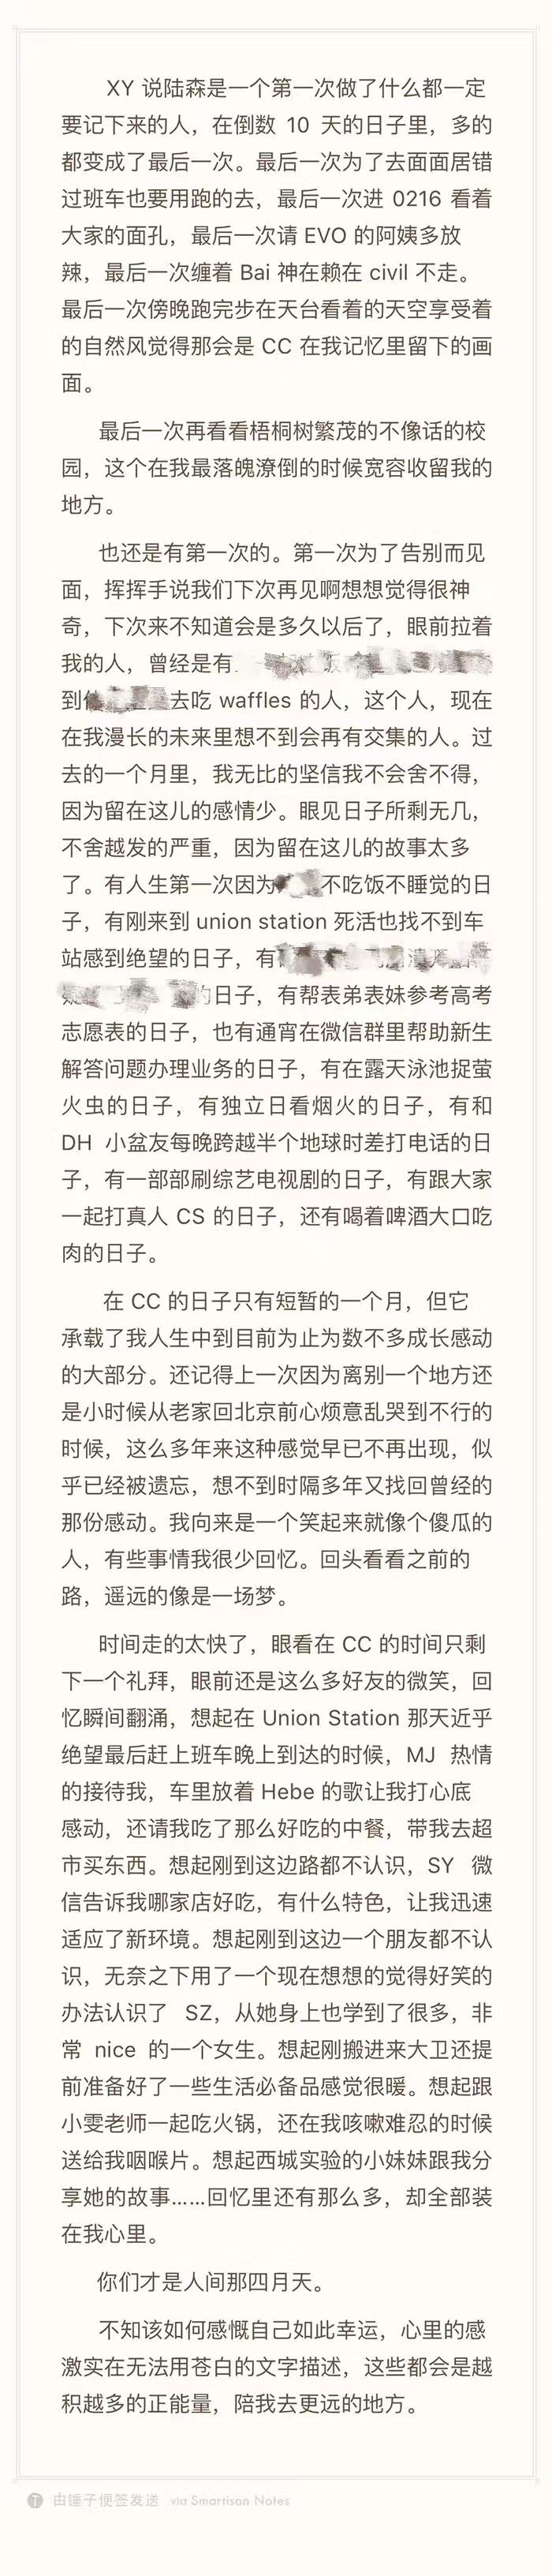 XY 说陆森是一个第一次做了什么都一定
要记下来的人，在倒数 10 天的日子里，多的
都变成了最后一次。最后一次为了去面面居错
过班车也要用跑的去，最后一次进 0216 看着
大家的面孔，最后一次请 EVO 的阿姨多放
辣，最后一次缠着 Bai 神在赖在 civil 不走。
最后一次傍晚跑完步在天台看着的天空享受着
的自然风觉得那会是 CC 在我记忆里留下的画
面。
最后一次再看看梧桐树繁茂的不像话的校
园，这个在我最落魄潦倒的时候宽容收留我的
地方。
也还是有第一次的。第一次为了告别而见
面，挥挥手说我们下次再见啊想想觉得很神
奇，下次来不知道会是多久以后了，眼前拉着
我的人，曾经是有
到 去吃 waffles 的人，这个人，现在
在我漫长的未来里想不到会再有交集的人。过
去的一个月里，我无比的坚信我不会舍不得，
因为留在这儿的感情少。眼见日子所剩无几，
不舍越发的严重，因为留在这儿的故事太多
了。有人生第一次因为 不吃饭不睡觉的日
子，有刚来到 union station 死活也找不到车
站感到绝望的日子，有
的日子，有帮表弟表妹参考高考
志愿表的日子，也有通宵在微信群里帮助新生
解答问题办理业务的日子，有在露天泳池捉萤
火虫的日子，有独立日看烟火的日子，有和
DH 小盆友每晚跨越半个地球时差打电话的日
子，有一部部刷综艺电视剧的日子，有跟大家
一起打真人 CS 的日子，还有喝着啤酒大口吃
肉的日子。
在 CC 的日子只有短暂的一个月，但它
承载了我人生中到目前为止为数不多成长感动
的大部分。还记得上一次因为离别一个地方还
是小时候从老家回北京前心烦意乱哭到不行的
时候，这么多年来这种感觉早已不再出现，似
乎已经被遗忘，想不到时隔多年又找回曾经的
那份感动。我向来是一个笑起来就像个傻瓜的
人，有些事情我很少回忆。回头看看之前的
路，遥远的像是一场梦。
时间走的太快了，眼看在 CC 的时间只剩
下一个礼拜，眼前还是这么多好友的微笑，回
忆瞬间翻涌，想起在 Union Station 那天近乎
绝望最后赶上班车晚上到达的时候，MJ 热情
的接待我，车里放着 Hebe 的歌让我打心底
感动，还请我吃了那么好吃的中餐，带我去超
市买东西。想起刚到这边路都不认识，SY 微
信告诉我哪家店好吃，有什么特色，让我迅速
适应了新环境。想起刚到这边一个朋友都不认
识，无奈之下用了一个现在想想的觉得好笑的
办法认识了 SZ，从她身上也学到了很多，非
常 nice 的一个女生。想起刚搬进来大卫还提
前准备好了一些生活必备品感觉很暖。想起跟
小雯老师一起吃火锅，还在我咳嗽难忍的时候
送给我咽喉片。想起西城实验的小妹妹跟我分
享她的故事……回忆里还有那么多，却全部装
在我心里。
你们才是人间那四月天。
不知该如何感慨自己如此幸运，心里的感
激实在无法用苍白的文字描述，这些都会是越
积越多的正能量，陪我去更远的地方。
由锤子便签发送 via Smartisan Notes